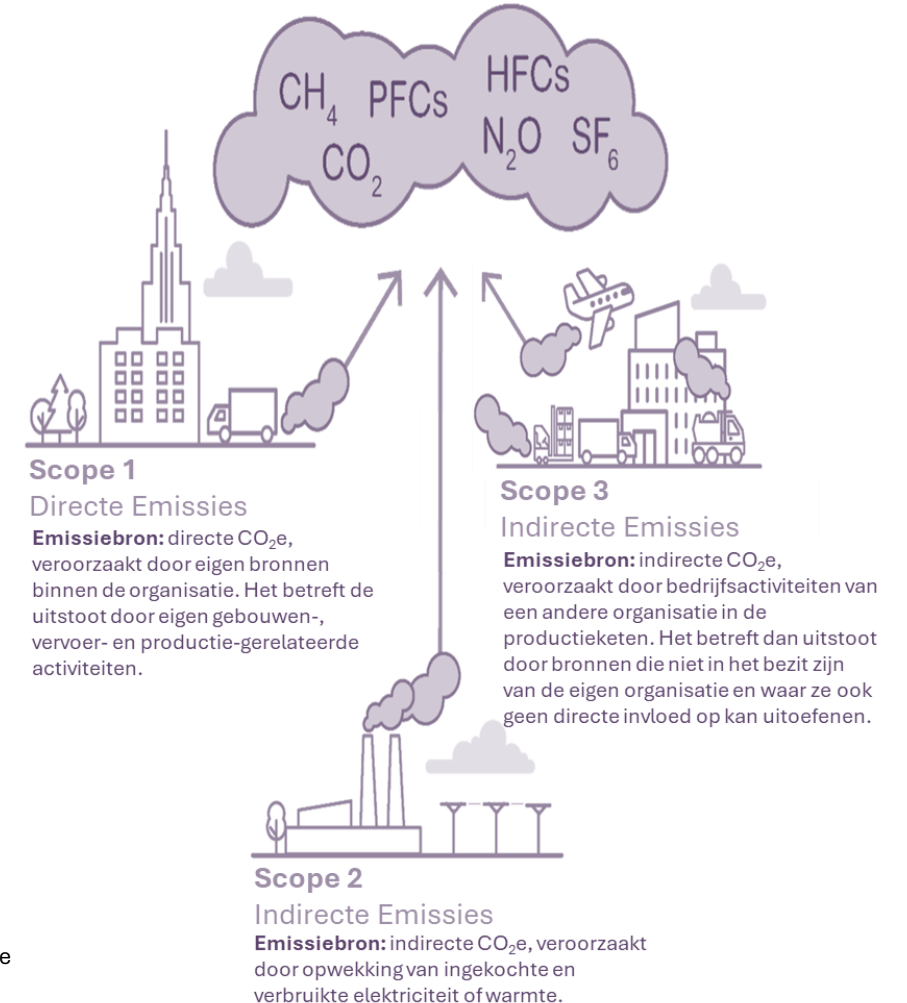 CH4 PFCs HFCs
CO2 N2O SF6
Scope 1
Directe Emissies
Emissiebron: directe CO2e,
veroorzaakt door eigen bronnen
binnen de organisatie. Het betreft de
uitstoot door eigen gebouwen-,
vervoer- en productie-gerelateerde
activiteiten.
Scope 3
Indirecte Emissies
Emissiebron: indirecte CO2e,
veroorzaakt door bedrijfsactiviteiten van
een andere organisatie in de
productieketen. Het betreft dan uitstoot
door bronnen die niet in het bezit zijn
van de eigen organisatie en waar ze ook
geen directe invloed op kan uitoefenen.
Scope 2
Indirecte Emissies
Emissiebron: indirecte CO2e, veroorzaakt
door opwekking van ingekochte en
verbruikte elektriciteit of warmte.
e